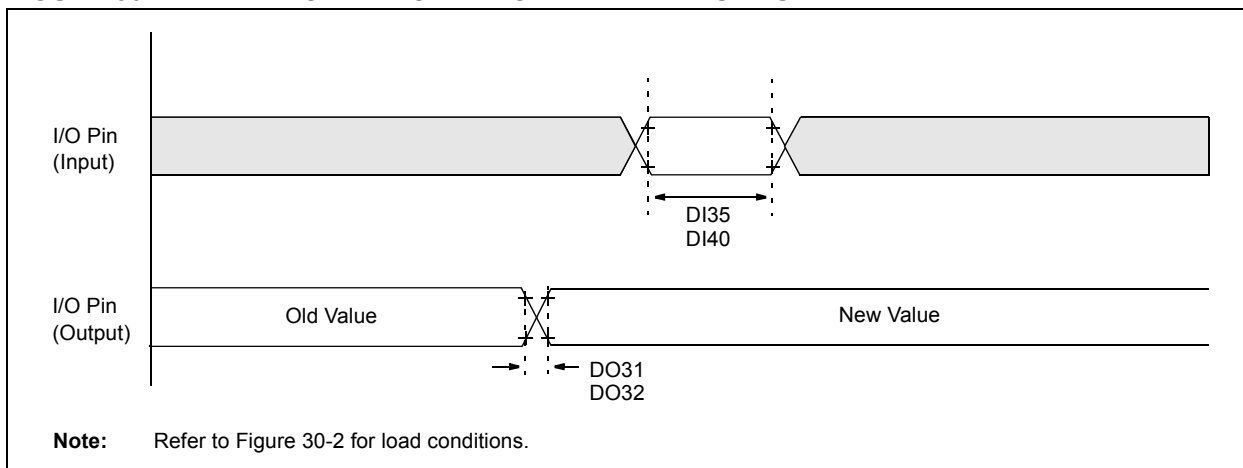 I/O Pin
(Input)
DI35
DI40
I/O Pin
(Output)
Old Value
New Value
DO31
DO32
Note: Refer to Figure 30-2 for load conditions.